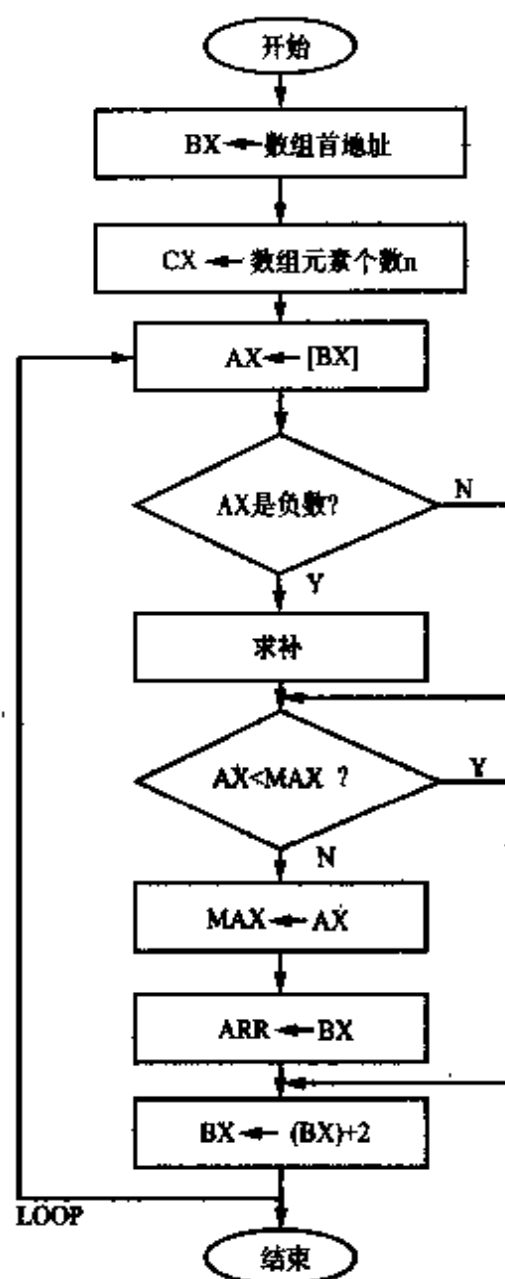 开始
BX←数组首地址
CX←数组元素个数n
AX←[BX]
AX是负数?
N
Y
求补
AX<MAX ?
Y
N
MAX←AX
ARR←BX
BX←(BX)+2
LOOP
结束